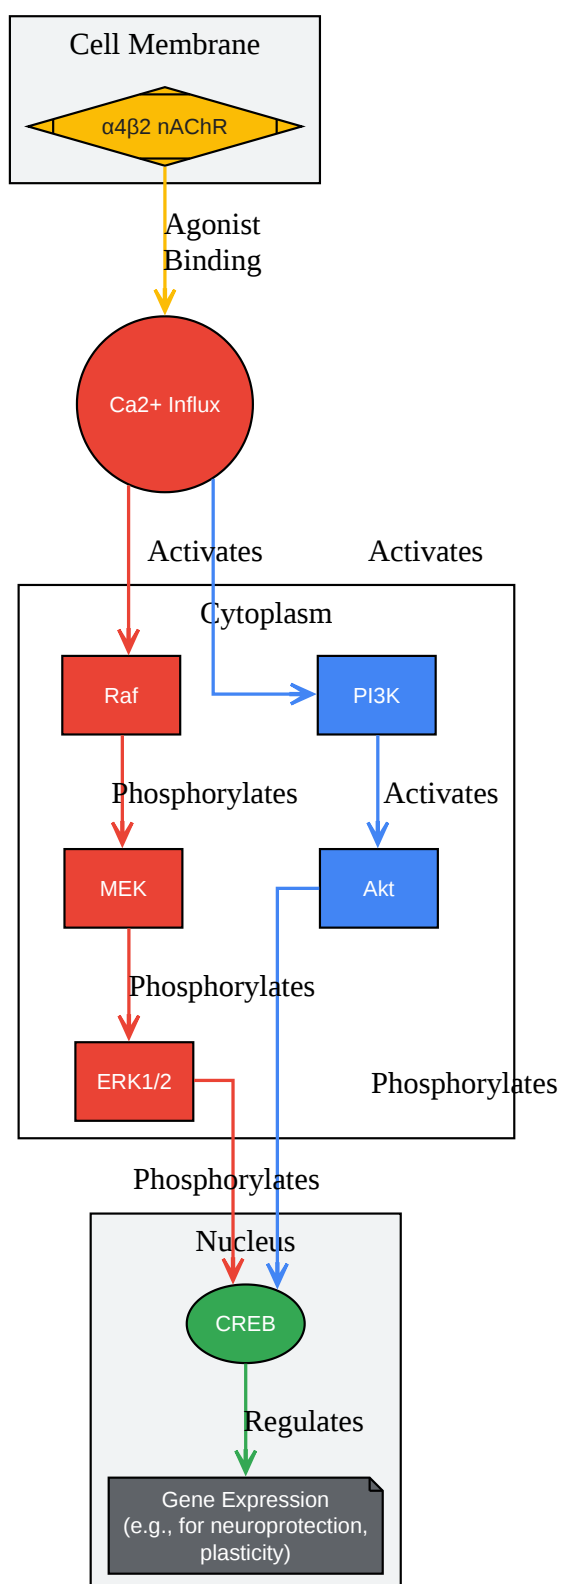 Cell Membrane
α4β2 nAChR
Agonist
Binding
Ca2+ Influx
Activates
Activates
Cytoplasm
Raf
PI3K
Phosphorylates
Activates
MEK
Akt
Phosphorylates
ERK1/2
Phosphorylates
Phosphorylates
Nucleus
CREB
Regulates
Gene Expression
(e.g., for neuroprotection,
plasticity)